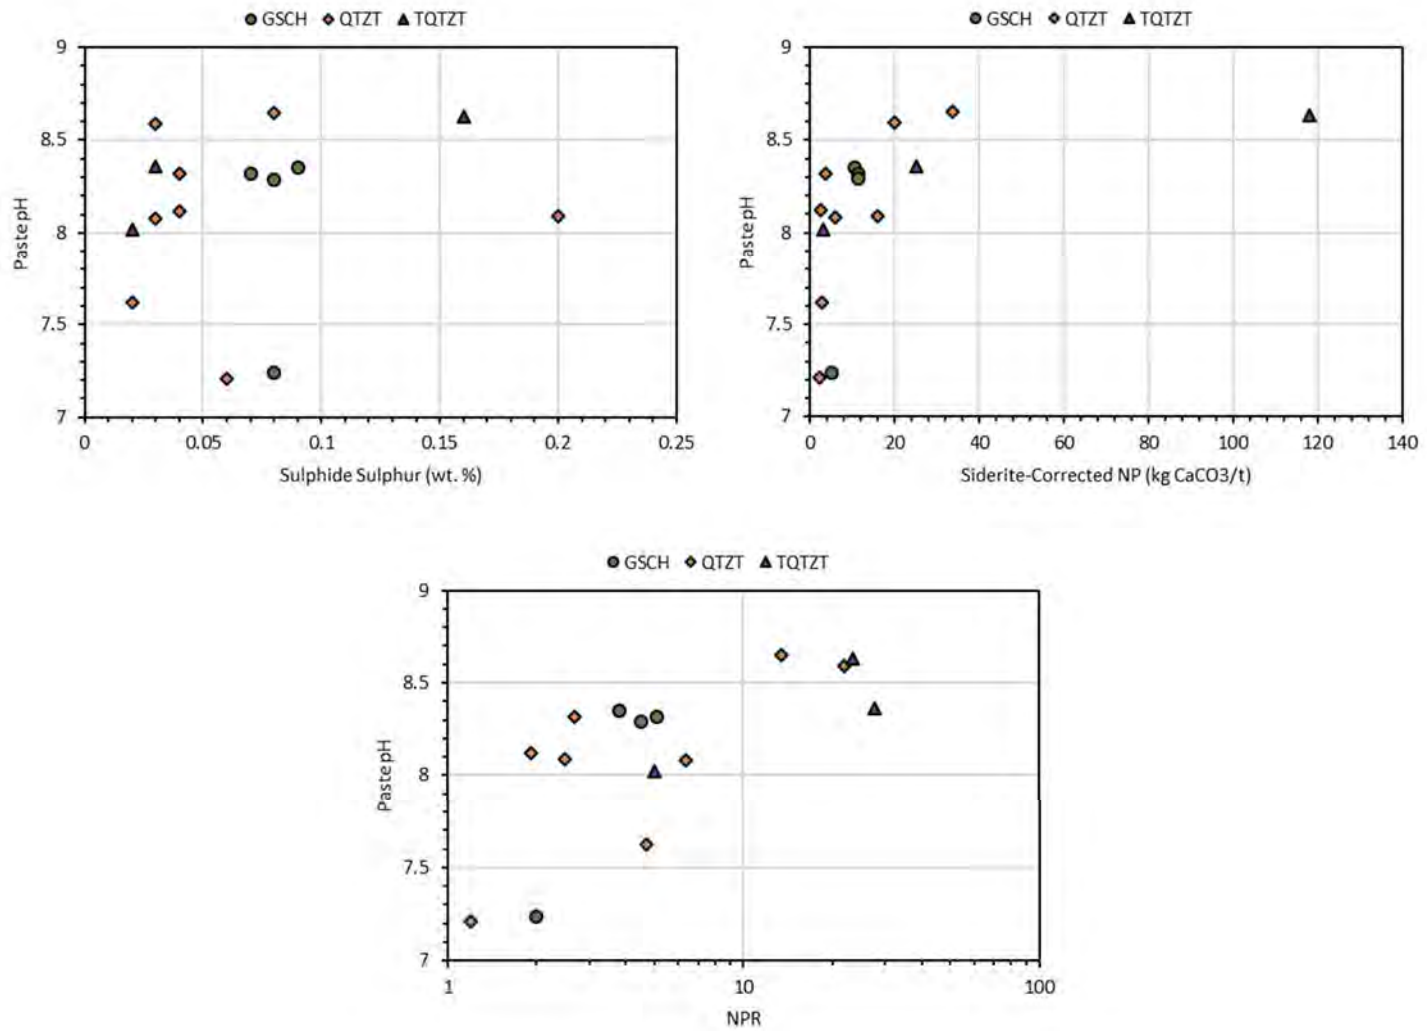 GSCH QTZT TQTZT
9
8.5
8
7.5
7
Paste pH
0 0.05 0.1 0.15 0.2 0.25
Sulphide Sulphur (wt. %)
GSCH QTZT TQTZT
9
8.5
8
7.5
7
Paste pH
0 20 40 60 80 100 120 140
Siderite-Corrected NP (kg CaCO3/t)
GSCH QTZT TQTZT
9
8.5
8
7.5
7
Paste pH
1 10 100
NPR